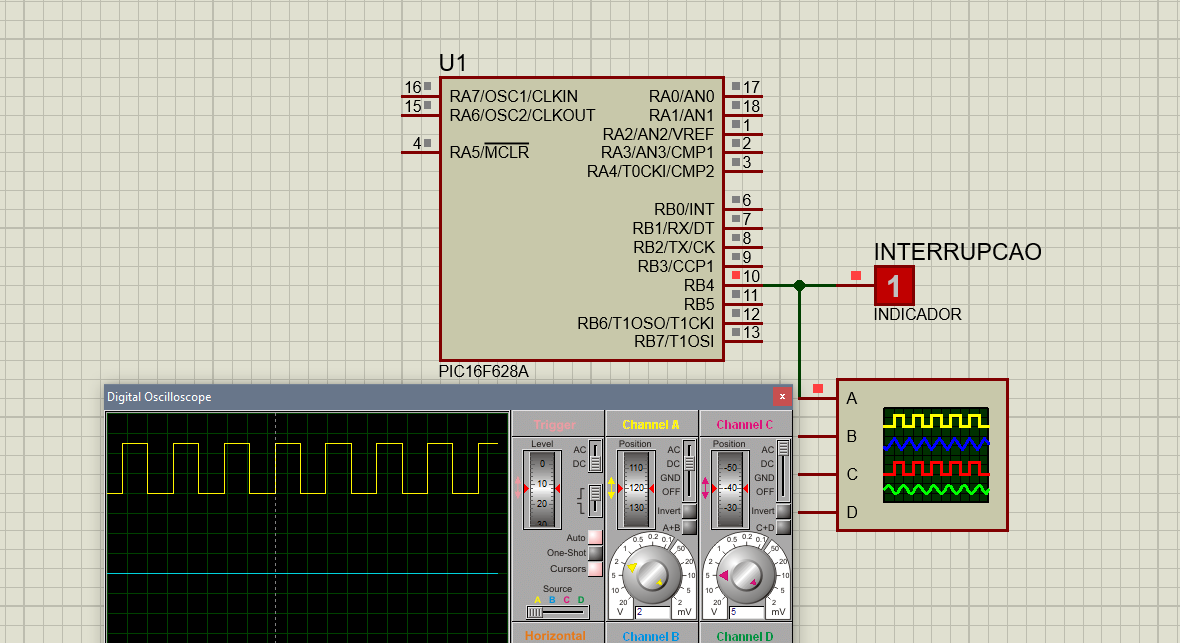 U1
16
RA7/OSC1/CLKIN
RA0/AN0
17
15
RA6/OSC2/CLKOUT
RA1/AN1
18
RA2/AN2/VREF
1
4
RA5/MCLR
RA3/AN3/CMP1
2
RA4/T0CKI/CMP2
3
RB0/INT
6
RB1/RX/DT
7
RB2/TX/CK
8
RB3/CCP1
9
RB4
10
RB5
11
RB6/T1OSO/T1CKI
12
RB7/T1OSI
13
PIC16F628A
INTERRUPCAO
1
INDICADOR
A
B
C
D
Digital Oscilloscope
x
Trigger
Level
AC
DC
0
10
20
30
Auto
One-Shot
Cursors
Source
A B C D
Horizontal
Channel A
Position
AC
DC
GND
OFF
110
120
130
Invert
A+B
0.5 0.2 0.1
1 50
2 20
5 10
10 5
20 2
V 2 mV
Channel B
Channel C
Position
AC
DC
GND
OFF
-50
-40
-30
Invert
C+D
0.5 0.2 0.1
1 50
2 20
5 10
10 5
20 2
V 5 mV
Channel D